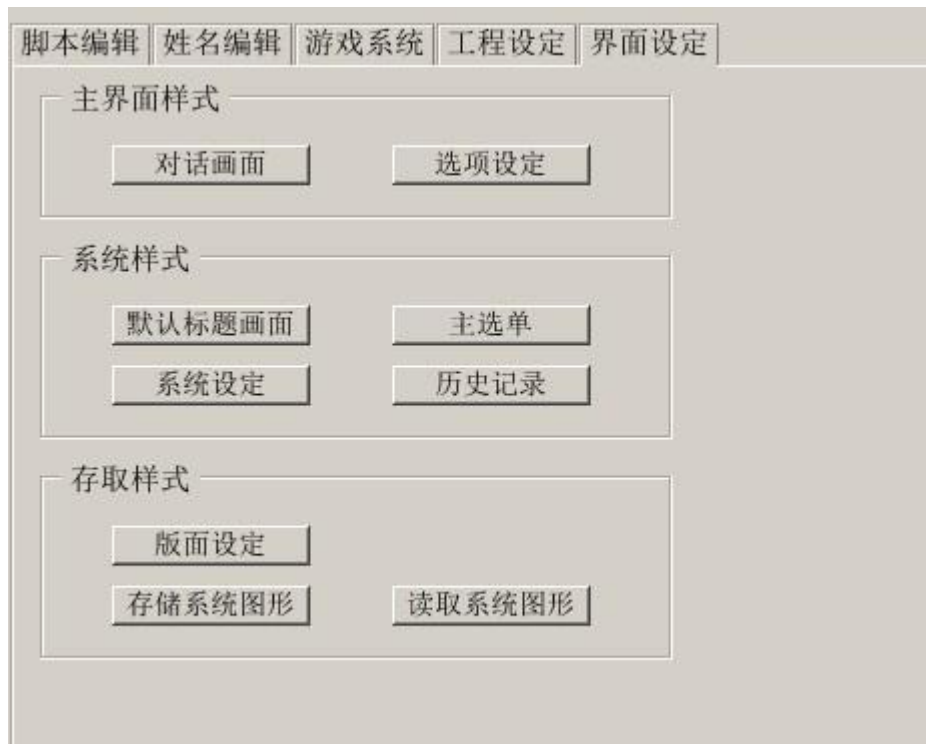 脚本编辑 姓名编辑 游戏系统 工程设定 界面设定
主界面样式
对话画面 选项设定
系统样式
默认标题画面 主选单
系统设定 历史记录
存取样式
版面设定
存储系统图形 读取系统图形